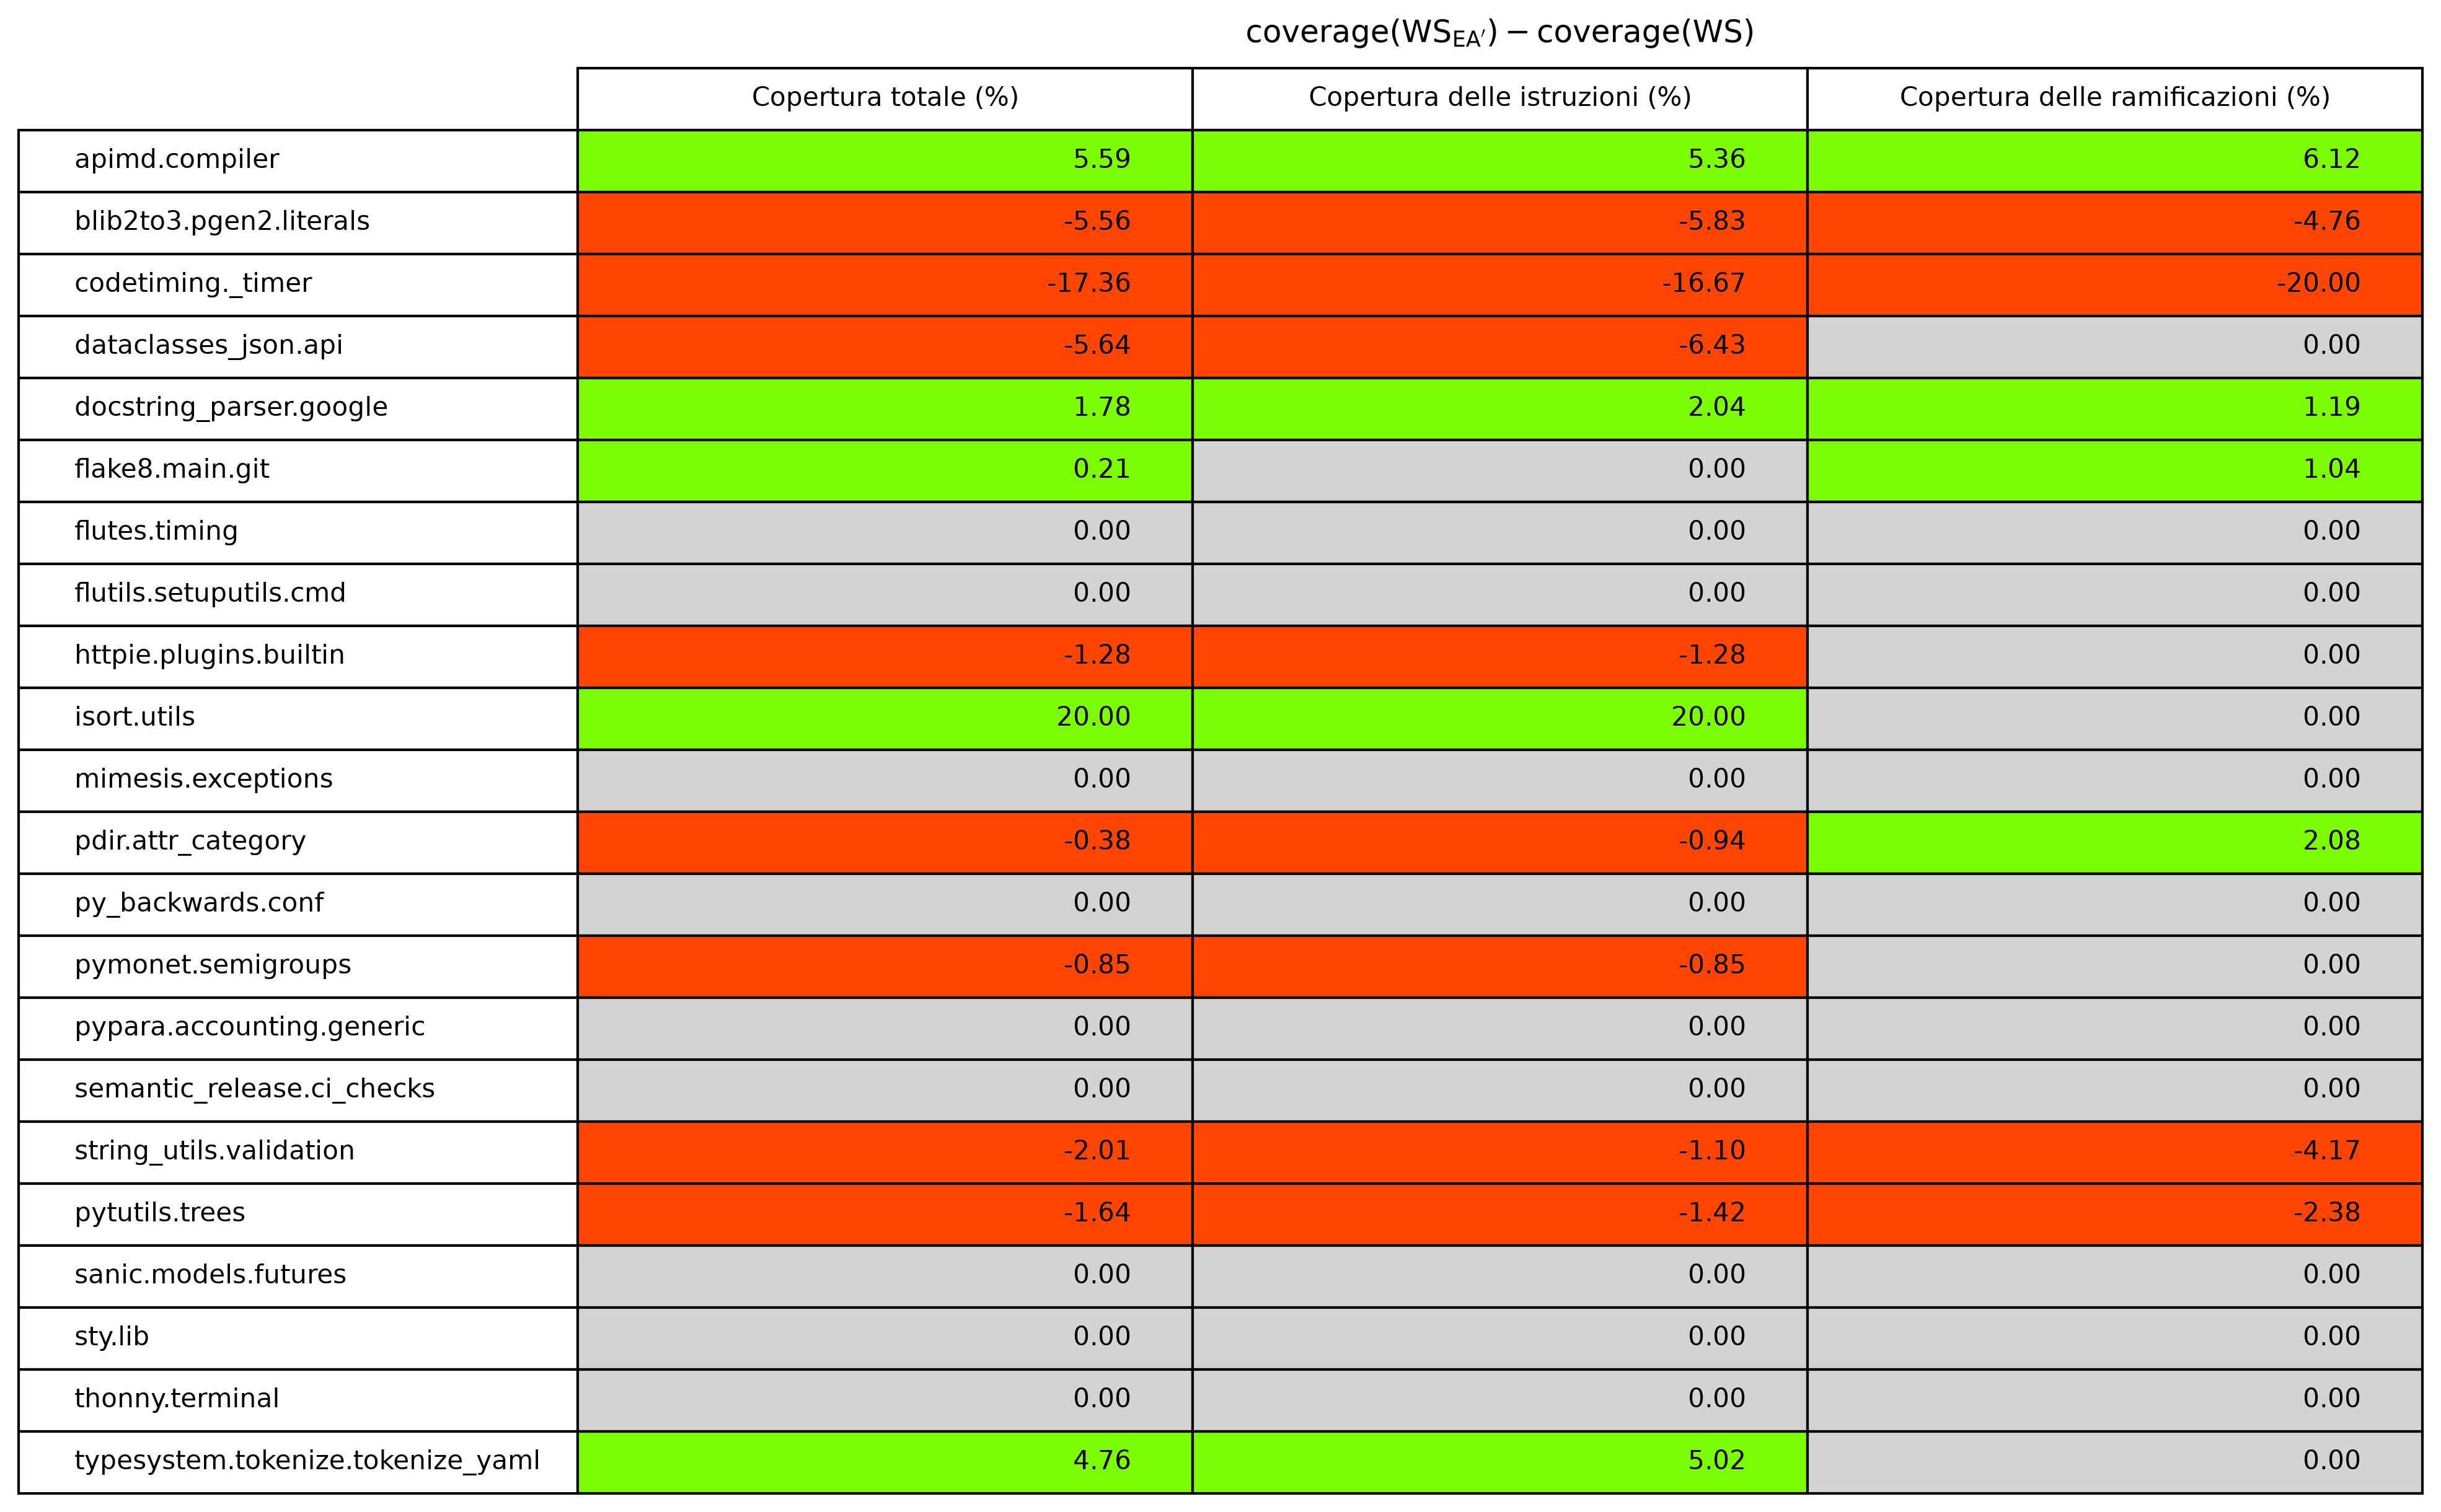 coverage(WS_EA′) − coverage(WS)
Copertura totale (%) Copertura delle istruzioni (%) Copertura delle ramificazioni (%)
apimd.compiler 5.59 5.36 6.12
blib2to3.pgen2.literals -5.56 -5.83 -4.76
codetiming._timer -17.36 -16.67 -20.00
dataclasses_json.api -5.64 -6.43 0.00
docstring_parser.google 1.78 2.04 1.19
flake8.main.git 0.21 0.00 1.04
flutes.timing 0.00 0.00 0.00
flutils.setuputils.cmd 0.00 0.00 0.00
httpie.plugins.builtin -1.28 -1.28 0.00
isort.utils 20.00 20.00 0.00
mimesis.exceptions 0.00 0.00 0.00
pdir.attr_category -0.38 -0.94 2.08
py_backwards.conf 0.00 0.00 0.00
pymonet.semigroups -0.85 -0.85 0.00
pypara.accounting.generic 0.00 0.00 0.00
semantic_release.ci_checks 0.00 0.00 0.00
string_utils.validation -2.01 -1.10 -4.17
pytutils.trees -1.64 -1.42 -2.38
sanic.models.futures 0.00 0.00 0.00
sty.lib 0.00 0.00 0.00
thonny.terminal 0.00 0.00 0.00
typesystem.tokenize.tokenize_yaml 4.76 5.02 0.00